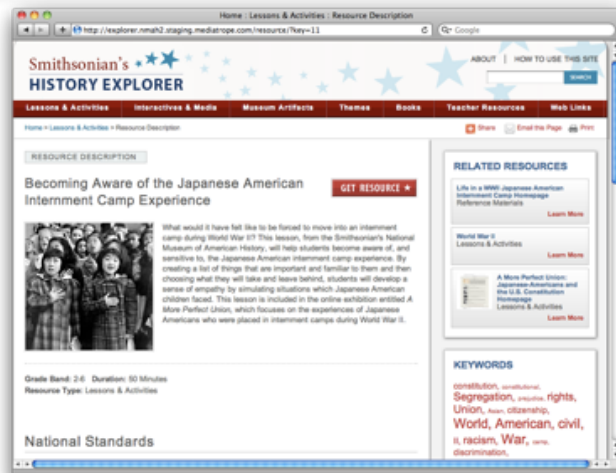 Home : Lessons & Activities : Resource Description
http://explorer.nmah2.staging.mediatrope.com/resource/?key=11
Google
Smithsonian's
HISTORY EXPLORER
ABOUT | HOW TO USE THIS SITE
SEARCH
Lessons & Activities Interactives & Media Museum Artifacts Themes Books Teacher Resources Web Links
Home > Lessons & Activities > Resource Description
Share Email this Page Print
RESOURCE DESCRIPTION
Becoming Aware of the Japanese American
Internment Camp Experience
GET RESOURCE
What would it have felt like to be forced to move into an internment
camp during World War II? This lesson, from the Smithsonian's National
Museum of American History, will help students become aware of, and
sensitive to, the Japanese American internment camp experience. By
creating a list of things that are important and familiar to them and then
choosing what they will take and leave behind, students will develop a
sense of empathy by simulating situations which Japanese American
children faced. This lesson is included in the online exhibition entitled A
More Perfect Union, which focuses on the experiences of Japanese
Americans who were placed in internment camps during World War II.
Grade Band: 2-6 Duration: 50 Minutes
Resource Type: Lessons & Activities
National Standards
RELATED RESOURCES
Life in a WWII Japanese American
Internment Camp Homepage
Reference Materials
Learn More
World War II
Lessons & Activities
Learn More
A More Perfect Union:
Japanese-Americans and
the U.S. Constitution
Homepage
Lessons & Activities
Learn More
KEYWORDS
constitution, constitutional,
Segregation, prejudice, rights,
Union, Asian, citizenship,
World, American, civil,
II, racism, War, camp,
discrimination,